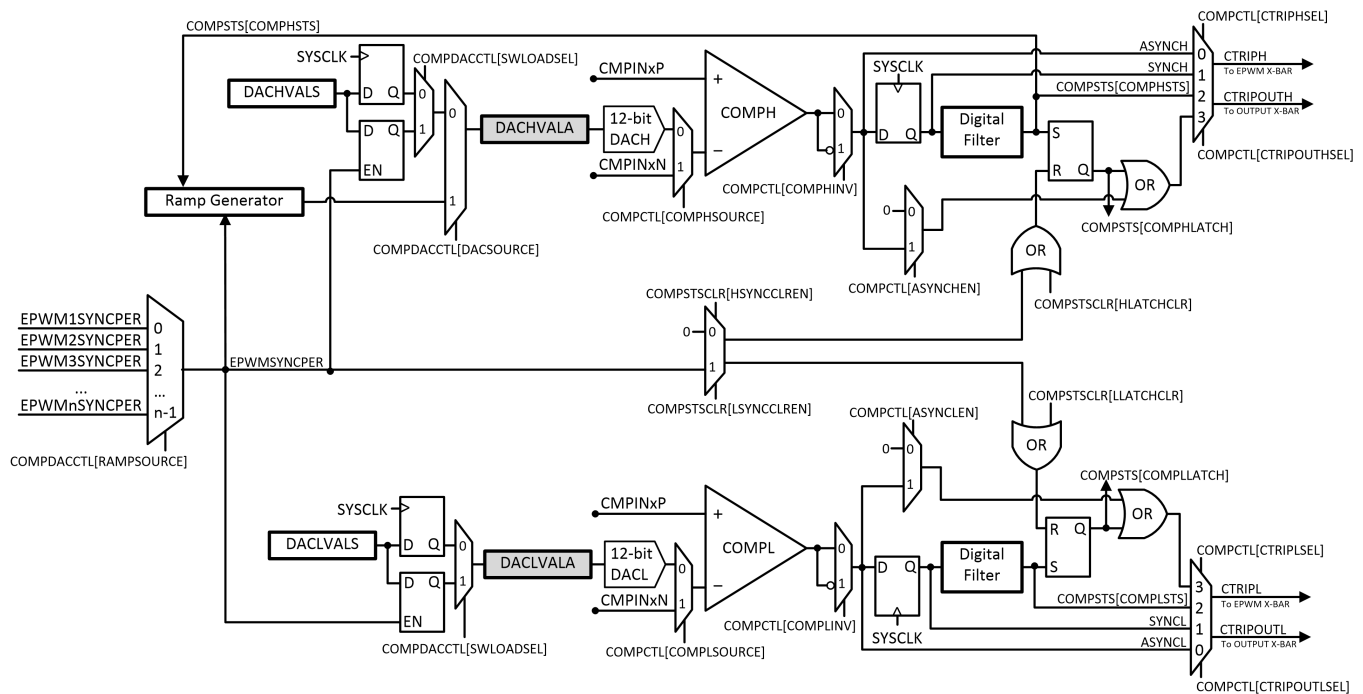 COMPSTS[COMPHSTS]
COMPCTL[CTRIPHSEL]
SYSCLK
COMPDACCTL[SWLOADSEL]
ASYNCH
0
CTRIPH
To EPWM X-BAR
DACHVALS
D Q
0
CMPINxP
+
SYSCLK
SYNCH
1
COMPSTS[COMPHSTS]
2
CTRIPOUTH
To OUTPUT X-BAR
0
DACHVALA
12-bit
DACH
0
COMPH
0
Digital
Filter
3
D Q
1
D Q
S
CMPINxN
1
−
1
COMPCTL[CTRIPOUTHSEL]
EN
R Q
OR
COMPCTL[COMPHINV]
Ramp Generator
1
COMPCTL[COMPHSOURCE]
0
0
COMPSTS[COMPHLATCH]
COMPDACCTL[DACSOURCE]
1
OR
COMPCTL[ASYNCHEN]
COMPSTSCLR[HSYNCCLREN]
COMPSTSCLR[HLATCHCLR]
EPWM1SYNCPER
0
0
0
EPWM2SYNCPER
1
EPWM3SYNCPER
2
EPWMSYNCPER
1
...
...
EPWMnSYNCPER
n-1
COMPSTSCLR[LSYNCCLREN]
COMPSTSCLR[LLATCHCLR]
COMPCTL[ASYNCLEN]
COMPDACCTL[RAMPSOURCE]
0
0
OR
COMPSTS[COMPLLATCH]
1
CMPINxP
+
SYSCLK
OR
DACLVALS
D Q
0
DACLVALA
12-bit
DACL
0
COMPL
0
R Q
COMPCTL[CTRIPLSEL]
D Q
1
D Q
Digital
Filter
S
3
CTRIPL
To EPWM X-BAR
CMPINxN
1
−
1
COMPSTS[COMPLSTS]
2
EN
SYNCL
1
CTRIPOUTL
To OUTPUT X-BAR
COMPCTL[COMPLINV]
SYSCLK
ASYNCL
0
COMPDACCTL[SWLOADSEL]
COMPCTL[COMPLSOURCE]
COMPCTL[CTRIPOUTLSEL]